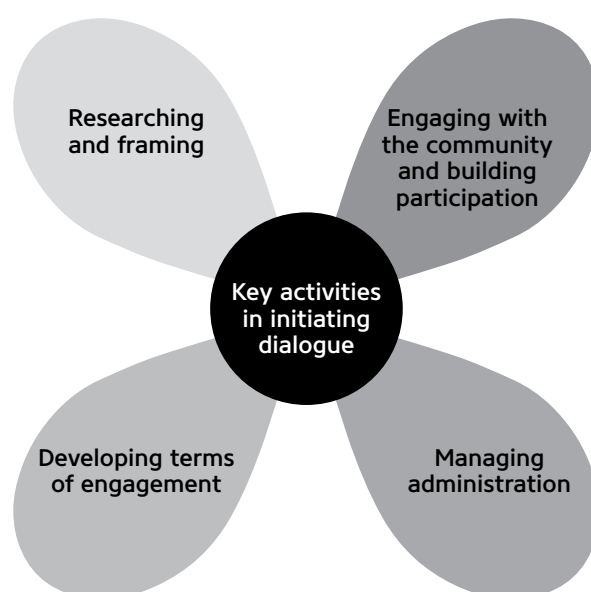 Researching
and framing
Engaging with
the community
and building
participation
Key activities
in initiating
dialogue
Developing terms
of engagement
Managing
administration